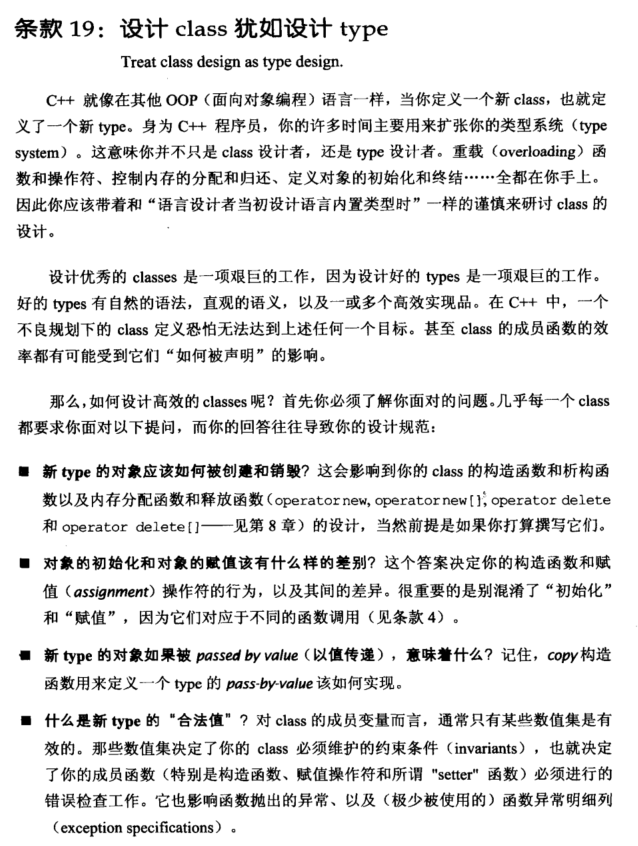 条款 19：设计 class 犹如设计 type
Treat class design as type design.
C++ 就像在其他 OOP（面向对象编程）语言一样，当你定义一个新 class，也就定
义了一个新 type。身为 C++ 程序员，你的许多时间主要用来扩张你的类型系统（type
system）。这意味你并不只是 class 设计者，还是 type 设计者。重载（overloading）函
数和操作符、控制内存的分配和归还、定义对象的初始化和终结……全都在你手上。
因此你应该带着和“语言设计者当初设计语言内置类型时”一样的谨慎来研讨 class 的
设计。
设计优秀的 classes 是一项艰巨的工作，因为设计好的 types 是一项艰巨的工作。
好的 types 有自然的语法，直观的语义，以及一或多个高效实现品。在 C++ 中，一个
不良规划下的 class 定义恐怕无法达到上述任何一个目标。甚至 class 的成员函数的效
率都有可能受到它们“如何被声明”的影响。
那么，如何设计高效的 classes 呢？首先你必须了解你面对的问题。几乎每一个 class
都要求你面对以下提问，而你的回答往往导致你的设计规范：
■ 新 type 的对象应该如何被创建和销毁？这会影响到你的 class 的构造函数和析构函
数以及内存分配函数和释放函数（operator new, operator new[], operator delete
和 operator delete[]——见第 8 章）的设计，当然前提是如果你打算撰写它们。
■ 对象的初始化和对象的赋值该有什么样的差别？这个答案决定你的构造函数和赋
值（assignment）操作符的行为，以及其间的差异。很重要的是别混淆了“初始化”
和“赋值”，因为它们对应于不同的函数调用（见条款 4）。
■ 新 type 的对象如果被 passed by value（以值传递），意味着什么？记住，copy 构造
函数用来定义一个 type 的 pass-by-value 该如何实现。
■ 什么是新 type 的 "合法值"？对 class 的成员变量而言，通常只有某些数值集是有
效的。那些数值集决定了你的 class 必须维护的约束条件（invariants），也就决定
了你的成员函数（特别是构造函数、赋值操作符和所谓 "setter" 函数）必须进行的
错误检查工作。它也影响函数抛出的异常、以及（极少被使用的）函数异常明细列
（exception specifications）。